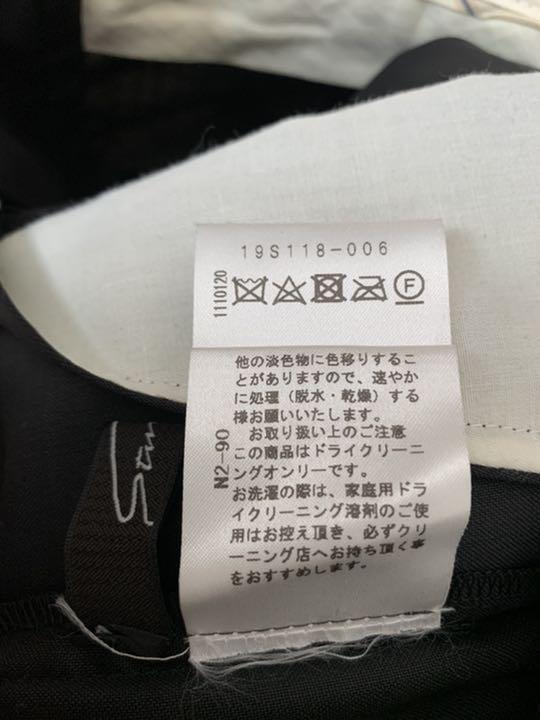 19S118-006
1110120
F
他の淡色物に色移りするこ
とがありますので、速やか
に処理（脱水・乾燥）する
様お願いいたします。
お取り扱い上のご注意
この商品はドライクリーニ
ングオンリーです。
お洗濯の際は、家庭用ドラ
イクリーニング溶剤のご使
用はお控え頂き、必ずクリ
ーニング店へお持ち頂く事
をおすすめします。
N2-90